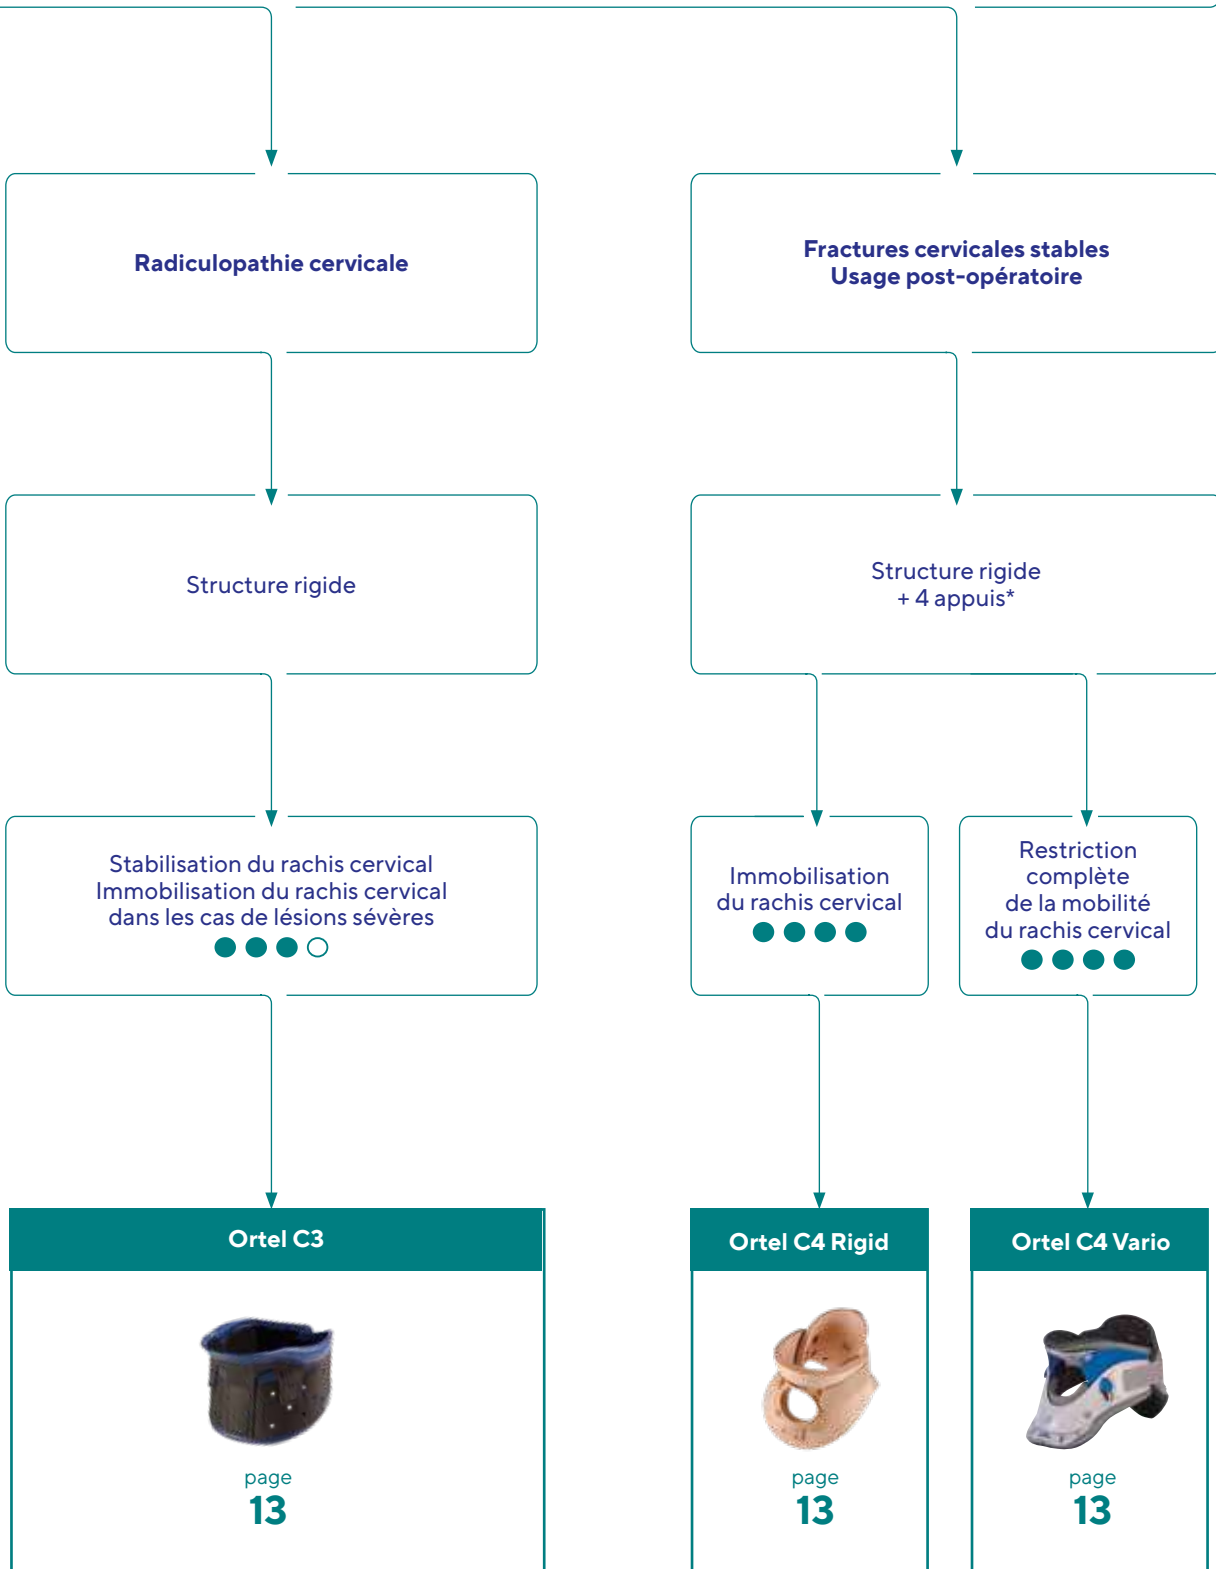 Radiculopathie cervicale
Fractures cervicales stables
Usage post-opératoire
Structure rigide
Structure rigide
+ 4 appuis*
Stabilisation du rachis cervical
Immobilisation du rachis cervical
dans les cas de lésions sévères
Immobilisation
du rachis cervical
Restriction
complète
de la mobilité
du rachis cervical
Ortel C3
Ortel C4 Rigid
Ortel C4 Vario
page
13
page
13
page
13